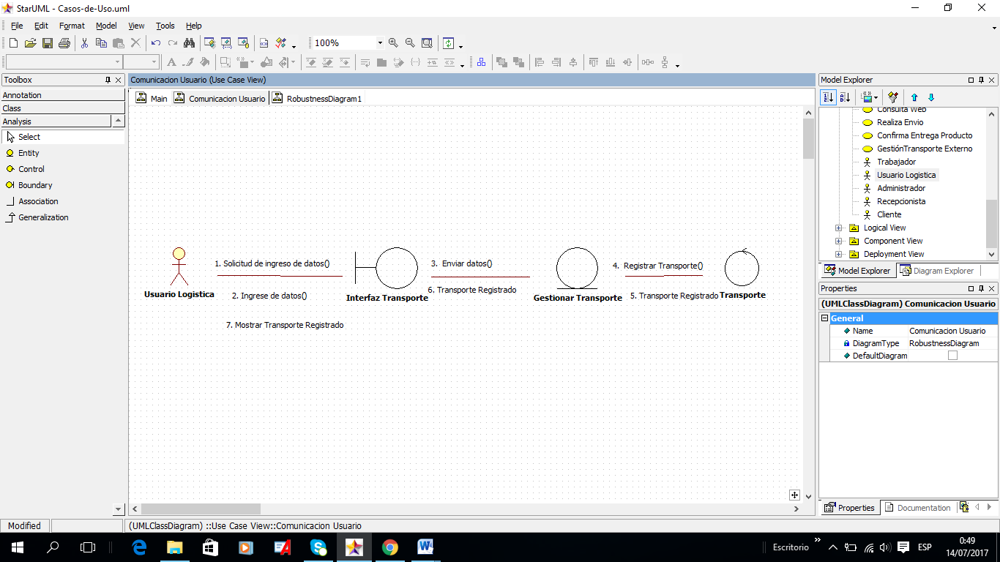 StarUML - Casos-de-Uso.uml
File Edit Format Model View Tools Help
100%
Toolbox
Annotation
Class
Analysis
Select
Entity
Control
Boundary
Association
Generalization
Comunicacion Usuario (Use Case View)
Main Comunicacion Usuario RobustnessDiagram1
1. Solicitud de ingreso de datos()
3. Enviar datos()
4. Registrar Transporte()
Usuario Logistica
2. Ingrese de datos()
Interfaz Transporte
6. Transporte Registrado
Gestionar Transporte
5. Transporte Registrado
Transporte
7. Mostrar Transporte Registrado
Model Explorer
Consulta Web
Realiza Envio
Confirma Entrega Producto
GestiónTransporte Externo
Trabajador
Usuario Logistica
Administrador
Recepcionista
Cliente
Logical View
Component View
Deployment View
Model Explorer Diagram Explorer
Properties
(UMLClassDiagram) Comunicacion Usuario
General
Name Comunicacion Usuario
DiagramType RobustnessDiagram
DefaultDiagram
Properties Documentation
Modified
(UMLClassDiagram) ::Use Case View::Comunicacion Usuario
Escritorio
ESP
0:49
14/07/2017